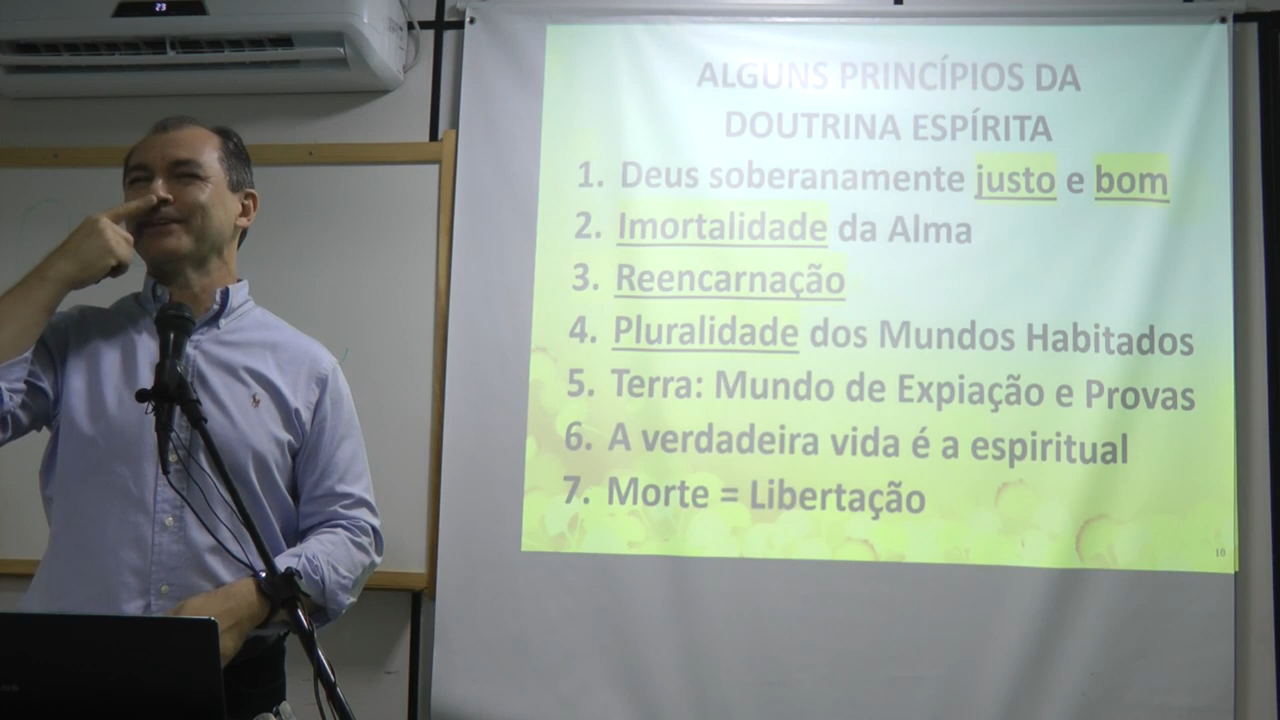 23
ALGUNS PRINCÍPIOS DA
DOUTRINA ESPÍRITA
1. Deus soberanamente justo e bom
2. Imortalidade da Alma
3. Reencarnação
4. Pluralidade dos Mundos Habitados
5. Terra: Mundo de Expiação e Provas
6. A verdadeira vida é a espiritual
7. Morte = Libertação
10